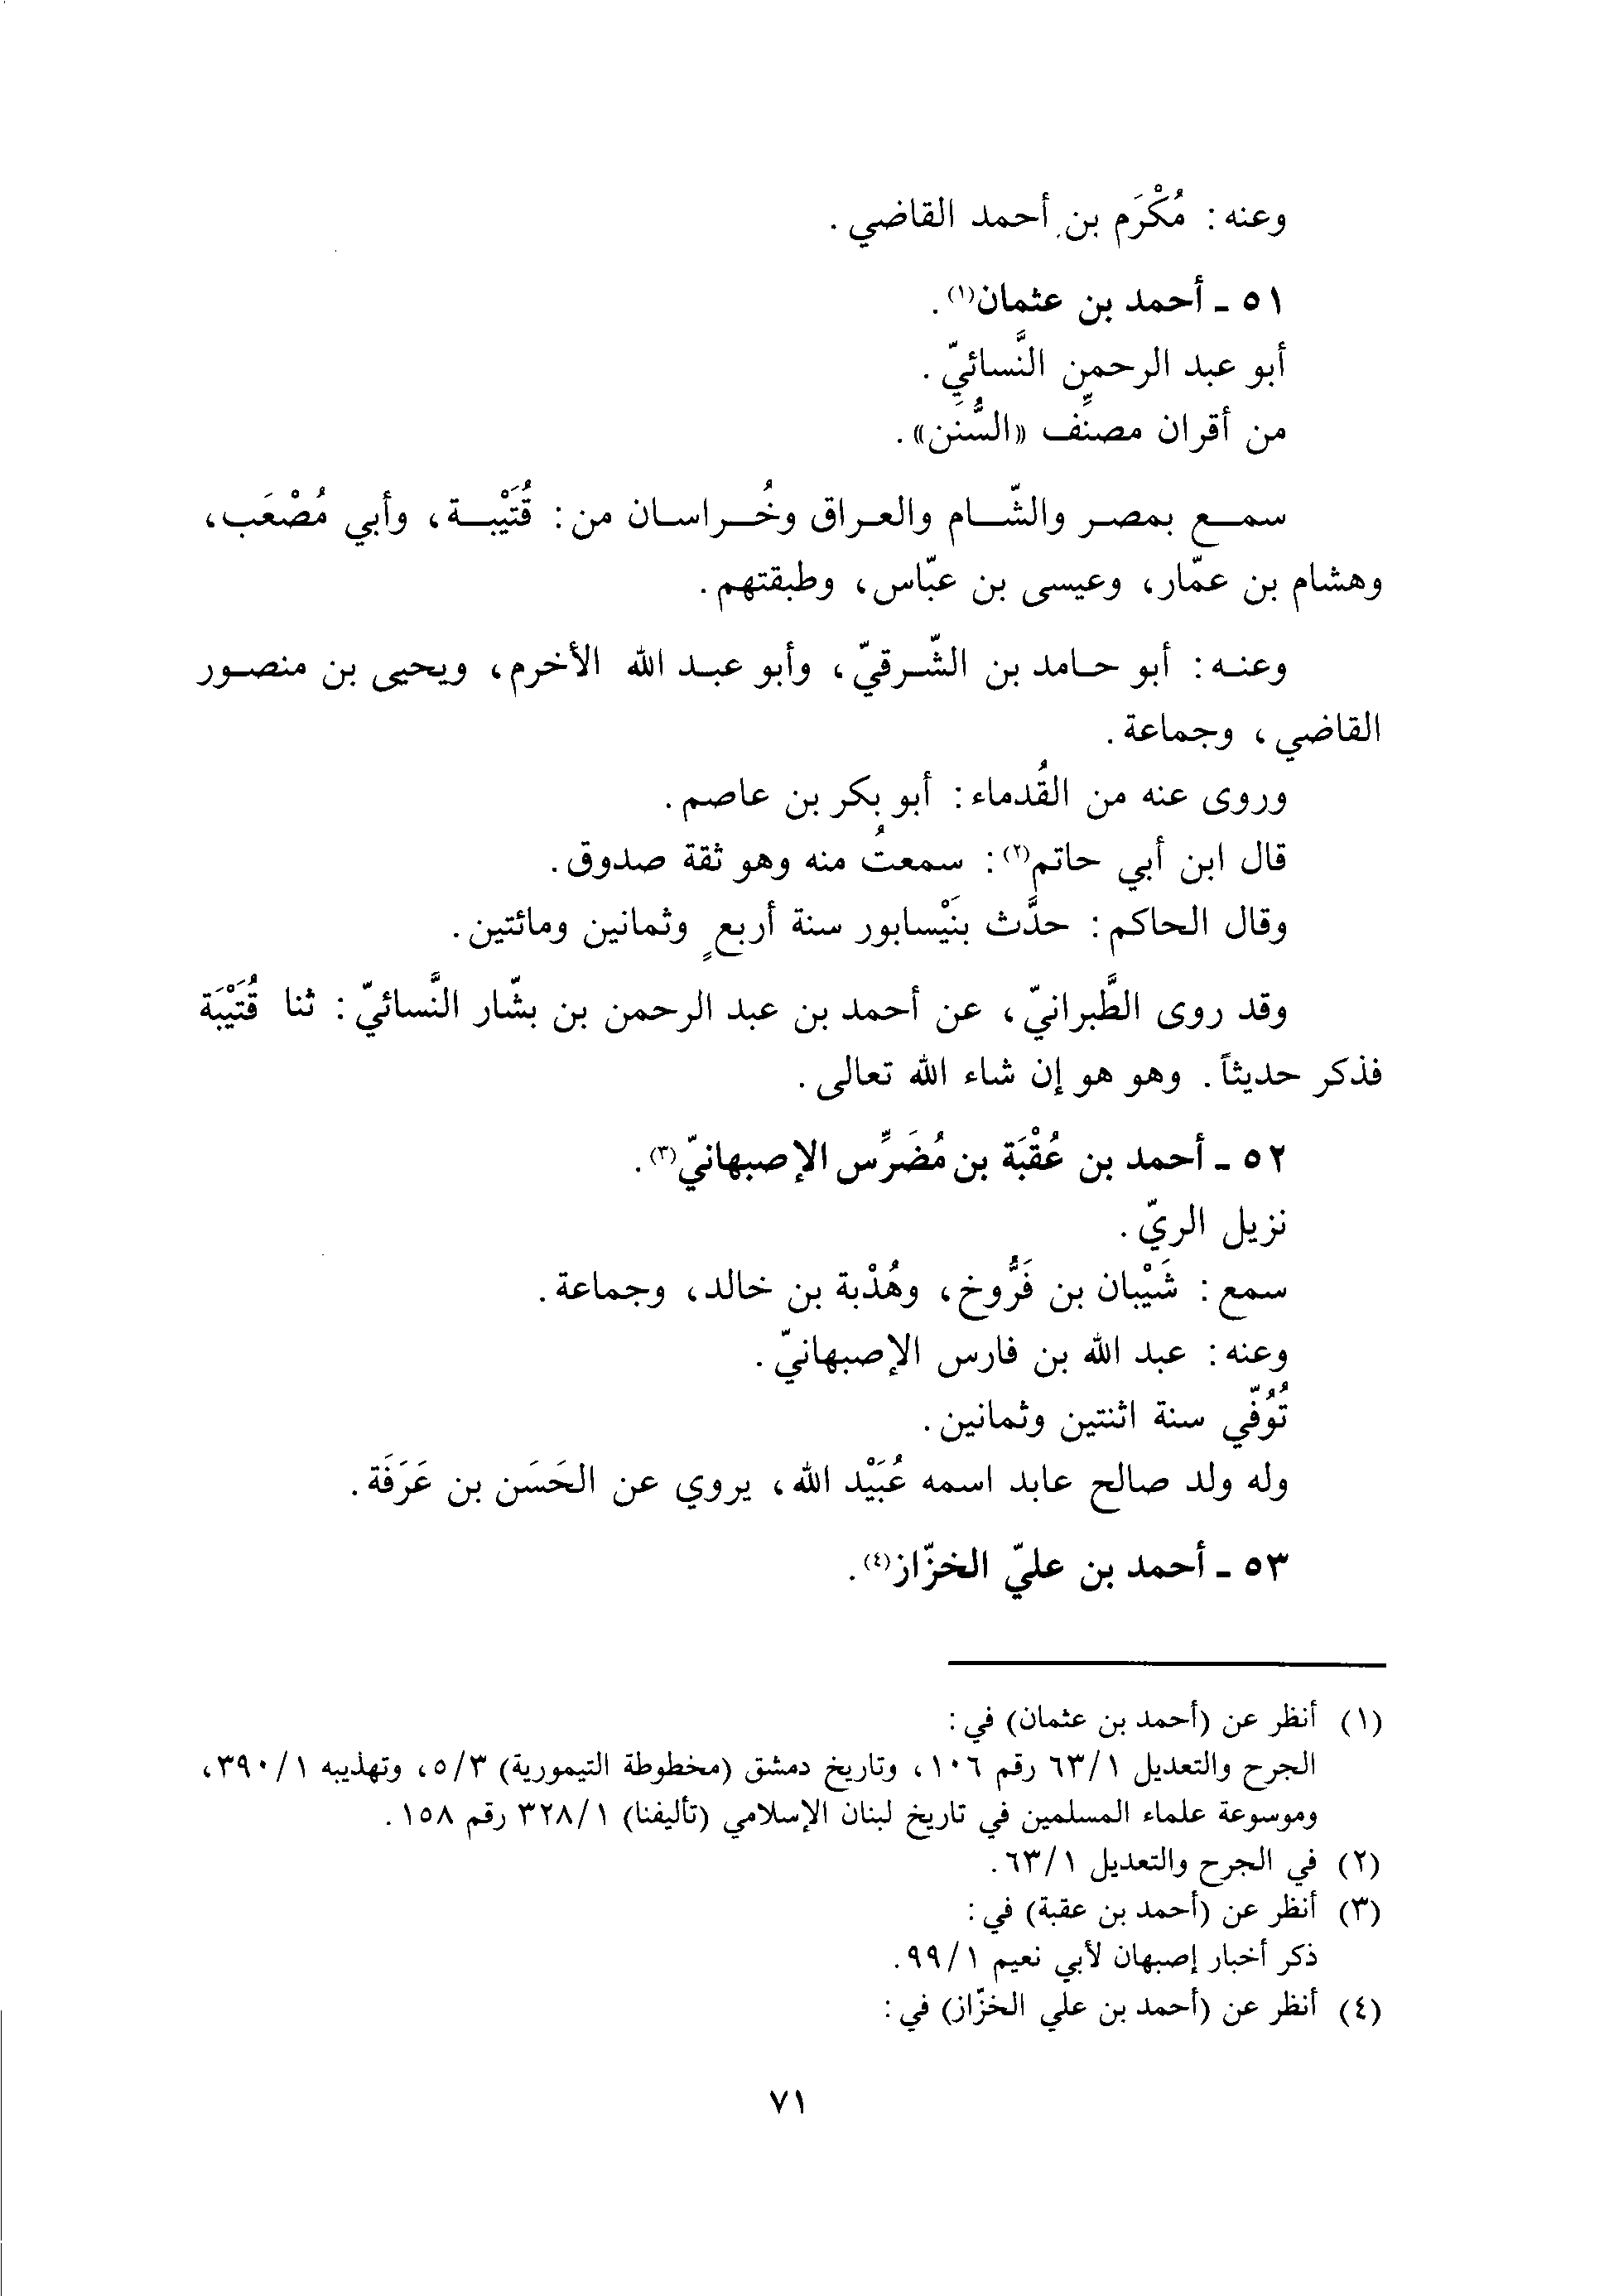 وعنه: مُكْرَم بن أحمد القاضي.
٥١ ـ أحمد بن عثمان(١).
أبو عبد الرحمن النَّسائيّ.
من أقران مصنِّف «السُّنَن».
سمع بمصر والشّام والعراق وخُراسان من: قُتَيْبة، وأبي مُصْعَب،
وهشام بن عمّار، وعيسى بن عبّاس، وطبقتهم.
وعنه: أبو حامد بن الشّرقيّ، وأبو عبد الله الأخرم، ويحيى بن منصور
القاضي، وجماعة.
وروى عنه من القُدماء: أبو بكر بن عاصم.
قال ابن أبي حاتم(٢): سمعتُ منه وهو ثقة صدوق.
وقال الحاكم: حدَّث بنَيْسابور سنة أربعٍ وثمانين ومائتين.
وقد روى الطَّبرانيّ، عن أحمد بن عبد الرحمن بن بشّار النَّسائيّ: ثنا قُتَيْبَة
فذكر حديثاً. وهو هو إن شاء الله تعالى.
٥٢ ـ أحمد بن عُقْبَة بن مُضَرِّس الإصبهانيّ(٣).
نزيل الريّ.
سمع: شَيْبان بن فَرُّوخ، وهُدْبة بن خالد، وجماعة.
وعنه: عبد الله بن فارس الإصبهانيّ.
تُوُفّي سنة اثنتين وثمانين.
وله ولد صالح عابد اسمه عُبَيْد الله، يروي عن الحَسَن بن عَرَفَة.
٥٣ ـ أحمد بن عليّ الخزّاز(٤).
(١) أنظر عن (أحمد بن عثمان) في:
الجرح والتعديل ٦٣/١ رقم ١٠٦، وتاريخ دمشق (مخطوطة التيمورية) ٥/٣، وتهذيبه ٣٩٠/١،
وموسوعة علماء المسلمين في تاريخ لبنان الإسلامي (تأليفنا) ٣٢٨/١ رقم ١٥٨.
(٢) في الجرح والتعديل ٦٣/١.
(٣) أنظر عن (أحمد بن عقبة) في:
ذكر أخبار إصبهان لأبي نعيم ٩٩/١.
(٤) أنظر عن (أحمد بن علي الخزّاز) في:
٧١